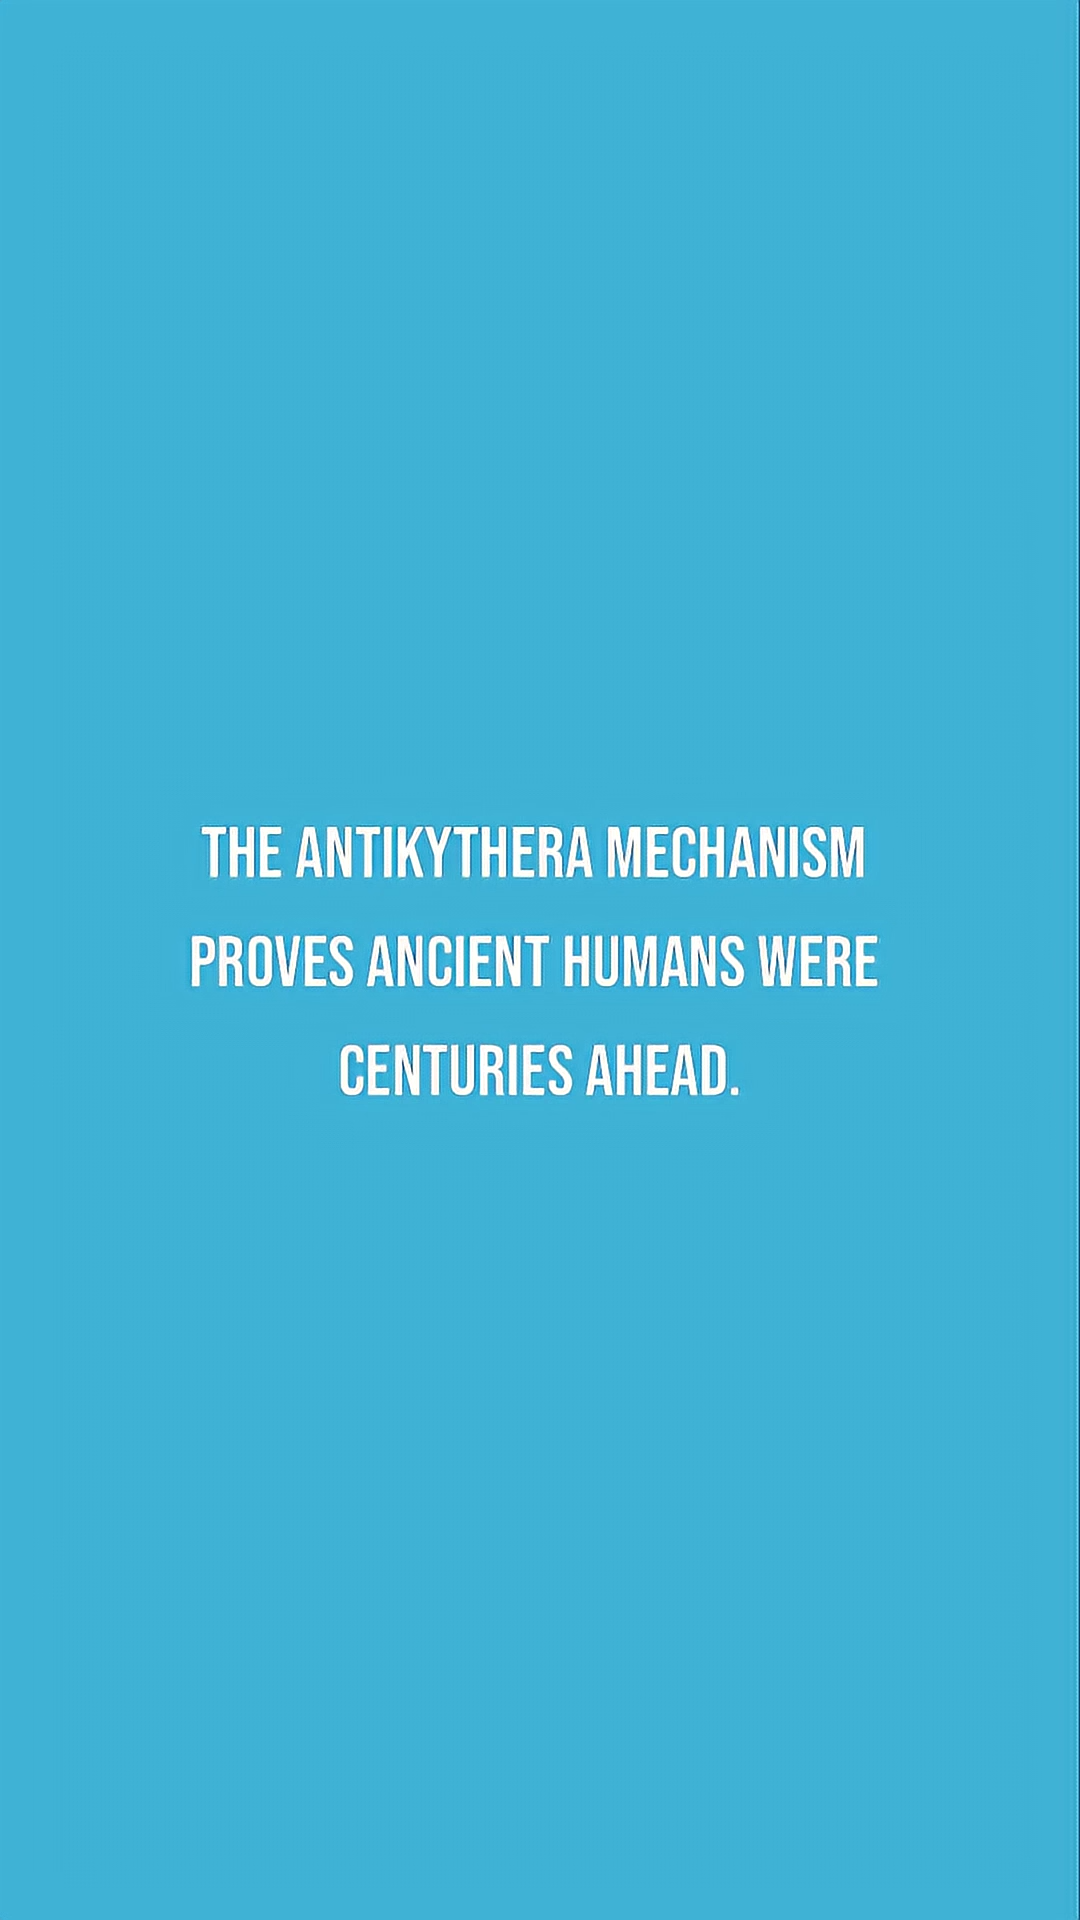 THE ANTIKYTHERA MECHANISM
PROVES ANCIENT HUMANS WERE
CENTURIES AHEAD.